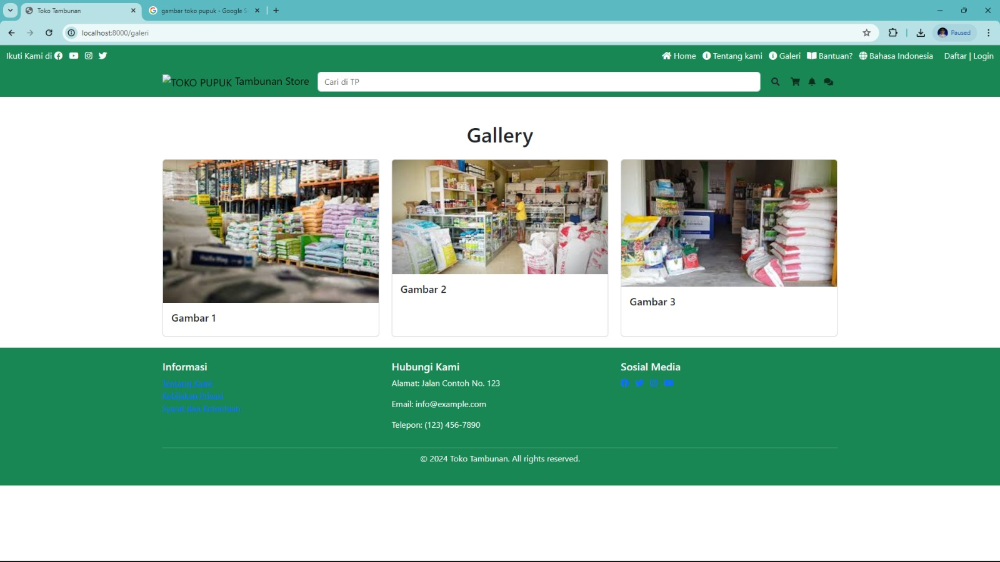 Toko Tambunan
gambar toko pupuk - Google S
localhost:8000/galeri
Paused
Ikuti Kami di
Home Tentang kami Galeri Bantuan? Bahasa Indonesia Daftar | Login
TOKO PUPUK Tambunan Store
Cari di TP
Gallery
Gambar 1
Gambar 2
Gambar 3
Informasi
Tentang Kami
Kebijakan Privasi
Syarat dan Ketentuan
Hubungi Kami
Alamat: Jalan Contoh No. 123
Email: info@example.com
Telepon: (123) 456-7890
Sosial Media
© 2024 Toko Tambunan. All rights reserved.